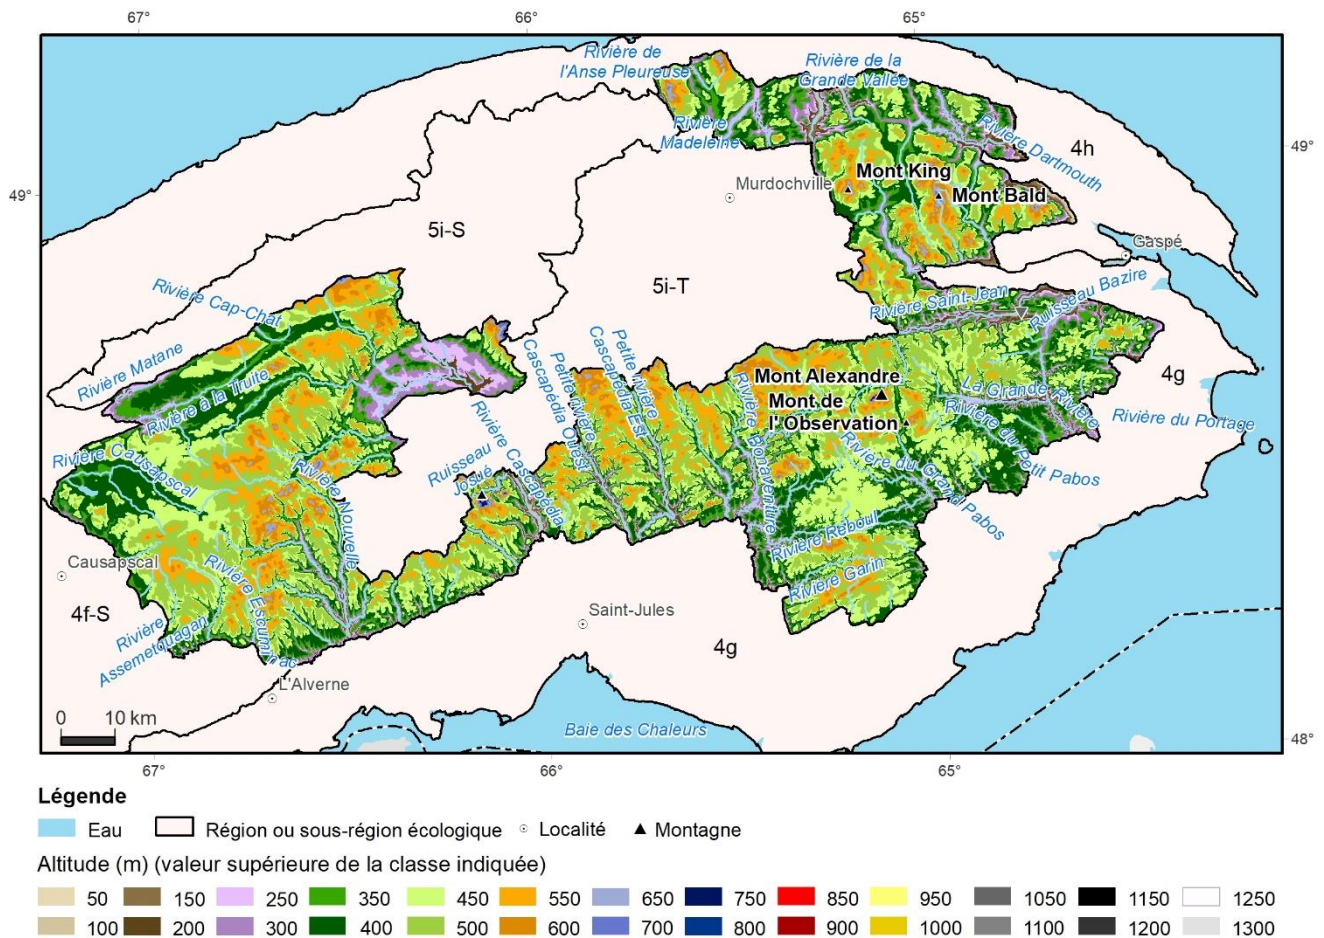 67° 66° 65°
Rivière de
l'Anse Pleureuse
Rivière de la
Grande Vallée
Rivière
Madeleine
Rivière Dartmouth
4h
49°
49°
Murdochville
Mont King
Mont Bald
5i-S
Gaspé
5i-T
Rivière Cap-Chat
Rivière Saint-Jean
Ruisseau Bazire
Rivière Matane
Rivière à la Truite
Petite rivière
Cascapédia Est
Petite rivière
Cascapédia Ouest
Mont Alexandre
Mont de
l' Observation
4g
La Grande Rivière
Rivière du Portage
Rivière du Petit Pabos
Rivière Causapscal
Rivière Nouvelle
Ruisseau
Josué
Rivière Cascapédia
Rivière Bonaventure
Rivière du Grand Pabos
Rivière Reboul
Rivière Garin
Causapscal
Rivière Escuminac
Saint-Jules
4f-S
Rivière
Assemetquagan
4g
L'Alverne
0 10 km
Baie des Chaleurs
48°
67° 66° 65°
Légende
Eau Région ou sous-région écologique Localité Montagne
Altitude (m) (valeur supérieure de la classe indiquée)
50 150 250 350 450 550 650 750 850 950 1050 1150 1250
100 200 300 400 500 600 700 800 900 1000 1100 1200 1300